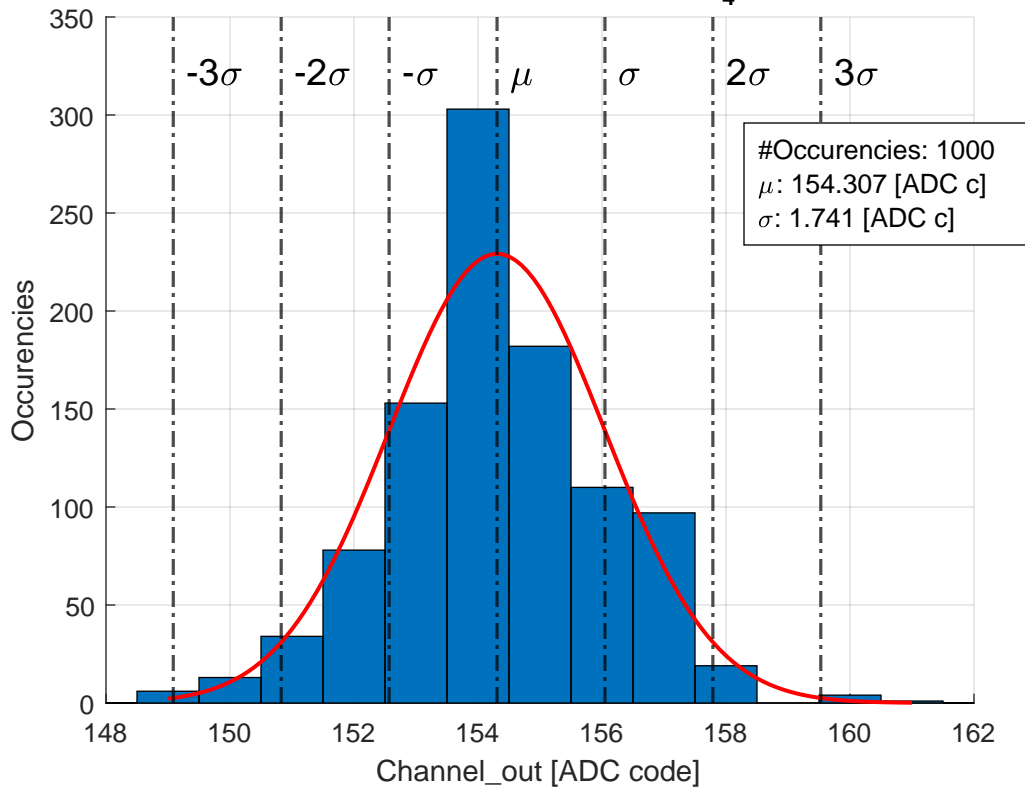 4
350
300
250
200
150
100
50
0
-3σ -2σ -σ μ σ 2σ 3σ
#Occurencies: 1000
μ: 154.307 [ADC c]
σ: 1.741 [ADC c]
Occurencies
148 150 152 154 156 158 160 162
Channel_out [ADC code]